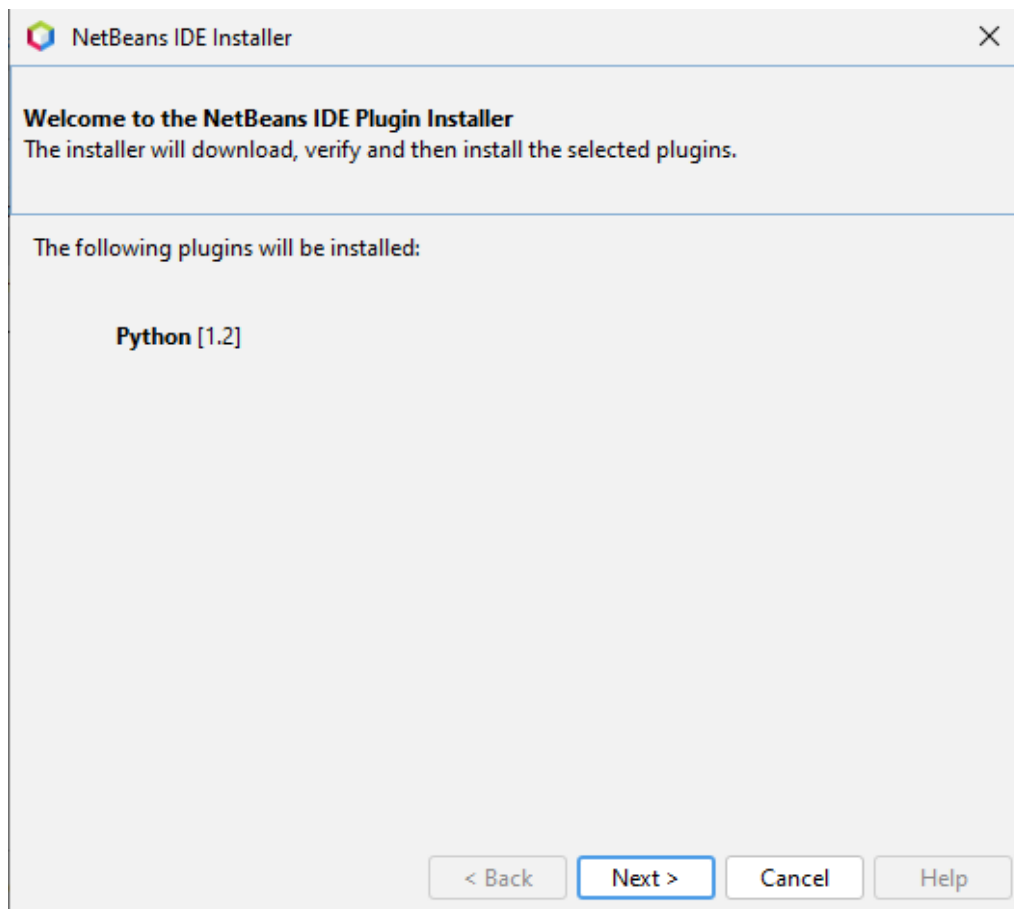 NetBeans IDE Installer
Welcome to the NetBeans IDE Plugin Installer
The installer will download, verify and then install the selected plugins.
The following plugins will be installed:
Python [1.2]
< Back Next > Cancel Help